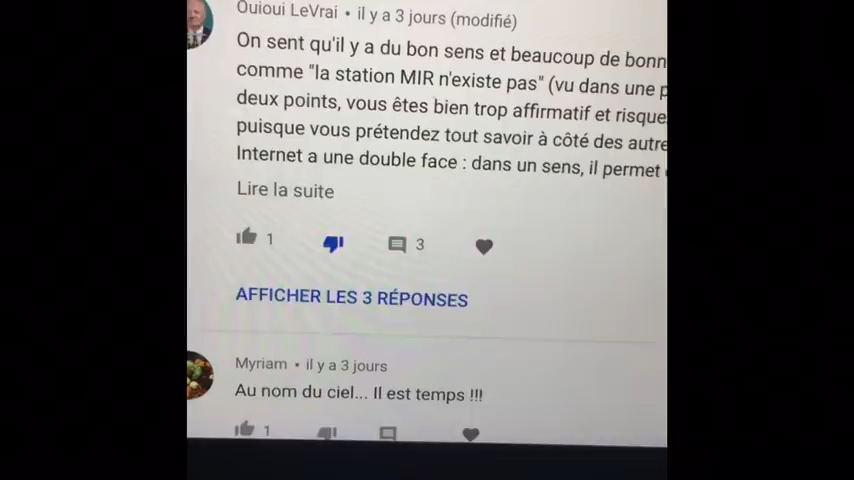 Ouioui LeVrai • il y a 3 jours (modifié)
On sent qu'il y a du bon sens et beaucoup de bonn
comme "la station MIR n'existe pas" (vu dans une p
deux points, vous êtes bien trop affirmatif et risque
puisque vous prétendez tout savoir à côté des autre
Internet a une double face : dans un sens, il permet
Lire la suite
1 3
AFFICHER LES 3 RÉPONSES
Myriam • il y a 3 jours
Au nom du ciel... Il est temps !!!
1